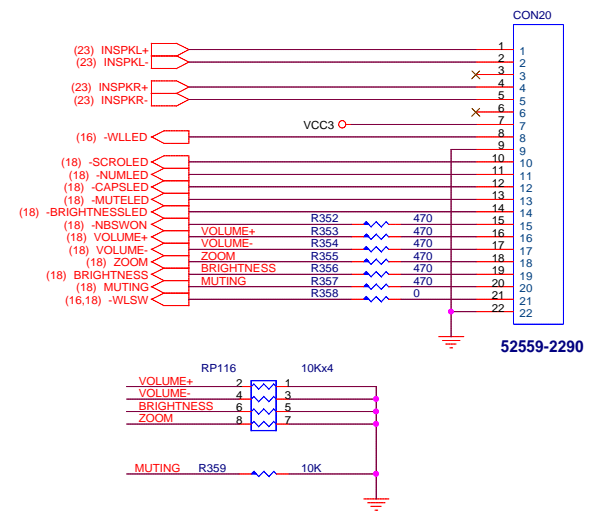 CON20
(23) INSPKL+ 1 1
(23) INSPKL- 2 2
3 3
(23) INSPKR+ 4 4
(23) INSPKR- 5 5
6 6
VCC3 7 7
(16) -WLLED 8 8
9 9
(18) -SCROLED 10 10
(18) -NUMLED 11 11
(18) -CAPSLED 12 12
(18) -MUTELED 13 13
(18) -BRIGHTNESSLED 14 14
(18) -NBSWON R352 470 15 15
(18) VOLUME+ VOLUME+ R353 470 16 16
(18) VOLUME- VOLUME- R354 470 17 17
(18) ZOOM ZOOM R355 470 18 18
(18) BRIGHTNESS BRIGHTNESS R356 470 19 19
(18) MUTING MUTING R357 470 20 20
(16,18) -WLSW R358 0 21 21
22 22
52559-2290
RP116 10Kx4
VOLUME+ 2 1
VOLUME- 4 3
BRIGHTNESS 6 5
ZOOM 8 7
MUTING R359 10K